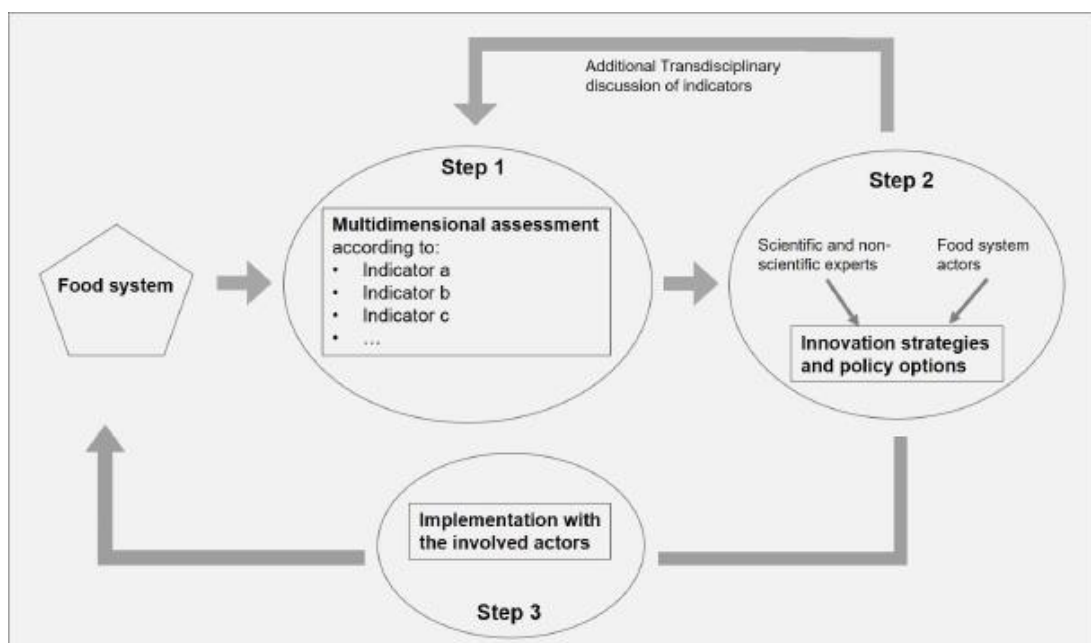 Additional Transdisciplinary
discussion of indicators
Step 1
Multidimensional assessment
according to:
• Indicator a
• Indicator b
• Indicator c
• ...
Food system
Step 2
Scientific and non-
scientific experts
Food system
actors
Innovation strategies
and policy options
Implementation with
the involved actors
Step 3